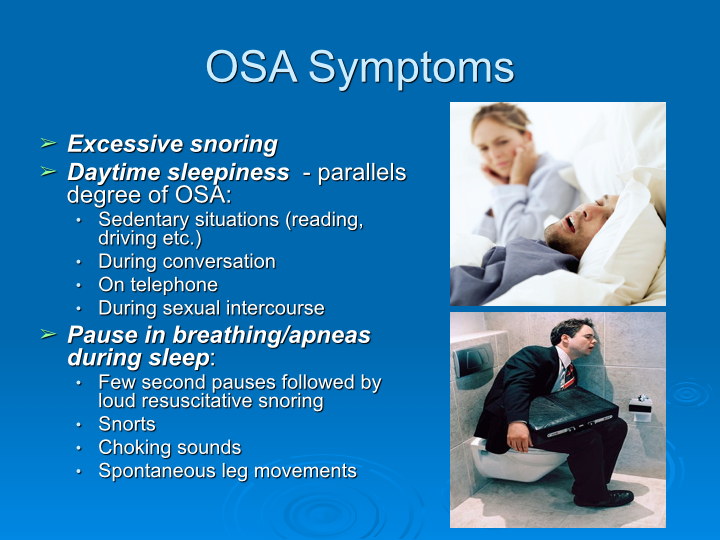 OSA Symptoms
➢ Excessive snoring
➢ Daytime sleepiness - parallels
degree of OSA:
• Sedentary situations (reading,
driving etc.)
• During conversation
• On telephone
• During sexual intercourse
➢ Pause in breathing/apneas
during sleep:
• Few second pauses followed by
loud resuscitative snoring
• Snorts
• Choking sounds
• Spontaneous leg movements